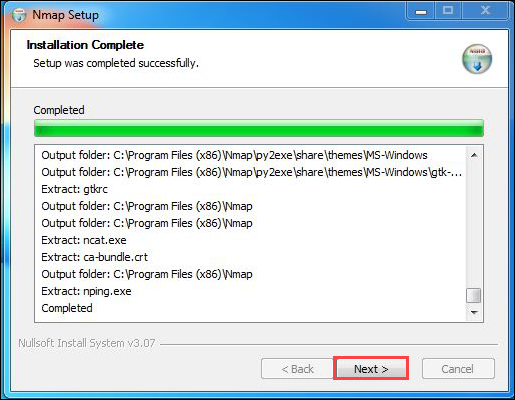 Nmap Setup
Installation Complete
Setup was completed successfully.
Completed
Output folder: C:\Program Files (x86)\Nmap\py2exe\share\themes\MS-Windows
Output folder: C:\Program Files (x86)\Nmap\py2exe\share\themes\MS-Windows\gtk-...
Extract: gtkrc
Output folder: C:\Program Files (x86)\Nmap
Output folder: C:\Program Files (x86)\Nmap
Extract: ncat.exe
Extract: ca-bundle.crt
Output folder: C:\Program Files (x86)\Nmap
Extract: nping.exe
Completed
Nullsoft Install System v3.07
< Back Next > Cancel